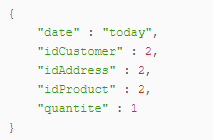 {
"date" : "today",
"idCustomer" : 2,
"idAddress" : 2,
"idProduct" : 2,
"quantite" : 1
}